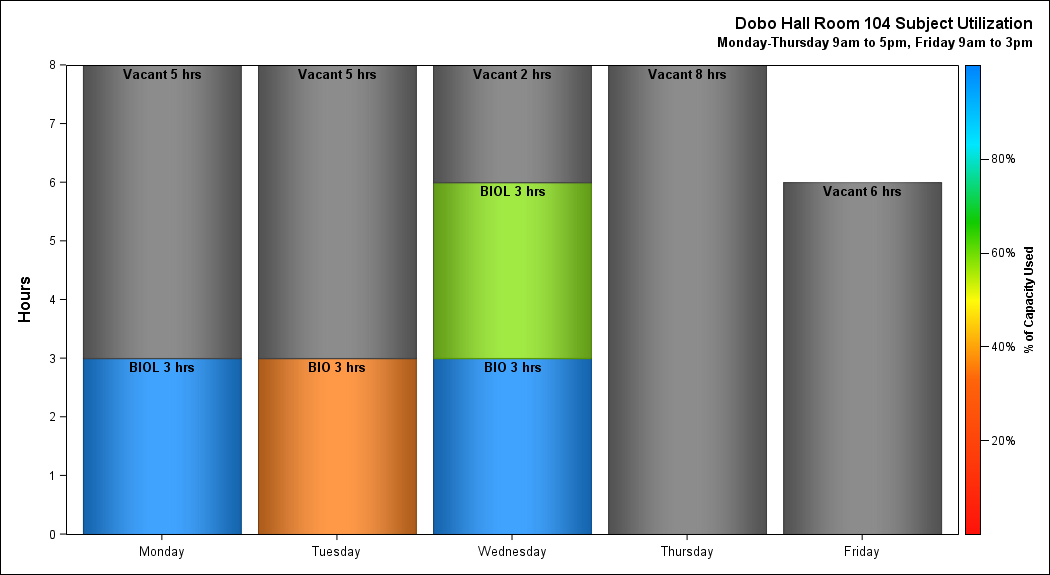 Dobo Hall Room 104 Subject Utilization
Monday-Thursday 9am to 5pm, Friday 9am to 3pm
8
7
6
5
4
3
2
1
0
Hours
Vacant 5 hrs
BIOL 3 hrs
Vacant 5 hrs
BIO 3 hrs
Vacant 2 hrs
BIOL 3 hrs
BIO 3 hrs
Vacant 8 hrs
Vacant 6 hrs
Monday
Tuesday
Wednesday
Thursday
Friday
80%
60%
40%
20%
% of Capacity Used